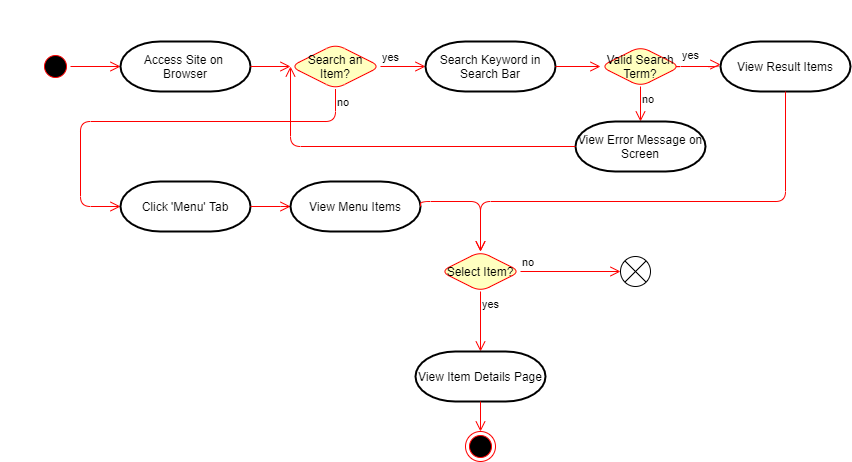 Access Site on
Browser
Search an
Item?
yes
Search Keyword in
Search Bar
Valid Search
Term?
yes
View Result Items
no
no
View Error Message on
Screen
Click 'Menu' Tab
View Menu Items
Select Item?
no
yes
View Item Details Page